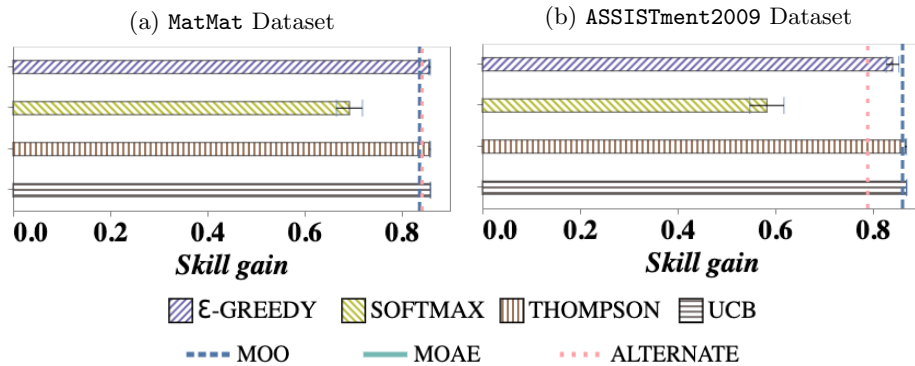 (a) MatMat Dataset
(b) ASSISTment2009 Dataset
0.0 0.2 0.4 0.6 0.8
Skill gain
0.0 0.2 0.4 0.6 0.8
Skill gain
Ɛ-GREEDY SOFTMAX THOMPSON UCB
MOO MOAE ALTERNATE